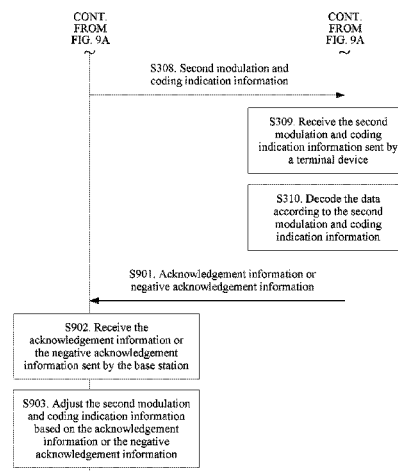 CONT.
FROM
FIG. 9A
~
CONT.
FROM
FIG. 9A
~
S308. Second modulation and
coding indication information
S309. Receive the second
modulation and coding
indication information sent by
a terminal device
S310. Decode the data
according to the second
modulation and coding
indication information
S901. Acknowledgement information or
negative acknowledgement information
S902. Receive the
acknowledgement information or
the negative acknowledgement
information sent by the base station
S903. Adjust the second modulation
and coding indication information
based on the acknowledgement
information or the negative
acknowledgement information